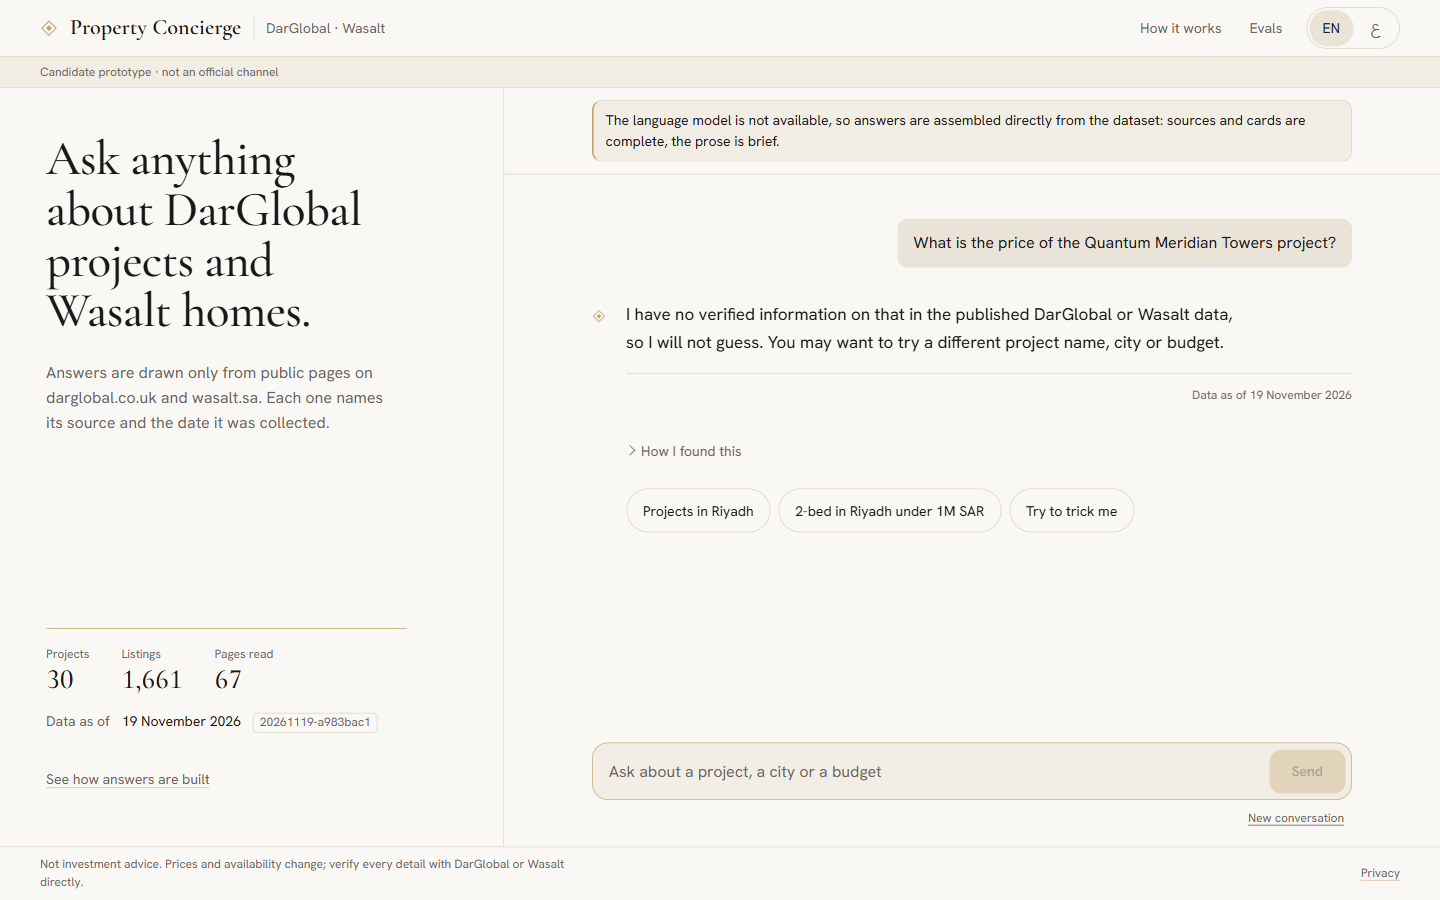 Property Concierge
DarGlobal · Wasalt
How it works
Evals
EN
ع
Candidate prototype · not an official channel
Ask anything
about DarGlobal
projects and
Wasalt homes.
Answers are drawn only from public pages on
darglobal.co.uk and wasalt.sa. Each one names
its source and the date it was collected.
Projects
30
Listings
1,661
Pages read
67
Data as of 19 November 2026 20261119-a983bac1
See how answers are built
The language model is not available, so answers are assembled directly from the dataset: sources and cards are
complete, the prose is brief.
What is the price of the Quantum Meridian Towers project?
I have no verified information on that in the published DarGlobal or Wasalt data,
so I will not guess. You may want to try a different project name, city or budget.
Data as of 19 November 2026
How I found this
Projects in Riyadh
2-bed in Riyadh under 1M SAR
Try to trick me
Ask about a project, a city or a budget
Send
New conversation
Not investment advice. Prices and availability change; verify every detail with DarGlobal or Wasalt
directly.
Privacy